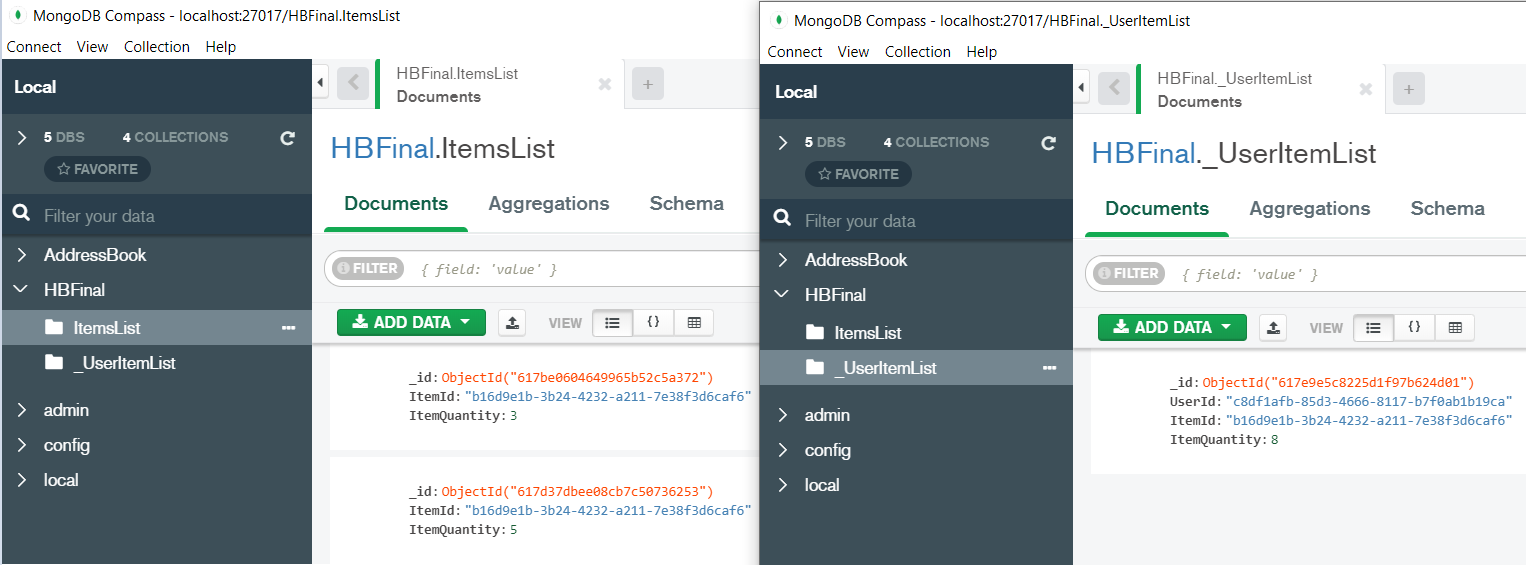 MongoDB Compass - localhost:27017/HBFinal.ItemsList
Connect View Collection Help
Local
5 DBS 4 COLLECTIONS
FAVORITE
Filter your data
AddressBook
HBFinal
ItemsList
_UserItemList
admin
config
local
HBFinal.ItemsList
Documents
HBFinal.ItemsList
Documents Aggregations Schema
FILTER { field: 'value' }
ADD DATA VIEW { }
_id: ObjectId("617be0604649965b52c5a372")
ItemId: "b16d9e1b-3b24-4232-a211-7e38f3d6caf6"
ItemQuantity: 3
_id: ObjectId("617d37dbee08cb7c50736253")
ItemId: "b16d9e1b-3b24-4232-a211-7e38f3d6caf6"
ItemQuantity: 5
MongoDB Compass - localhost:27017/HBFinal._UserItemList
Connect View Collection Help
Local
5 DBS 4 COLLECTIONS
FAVORITE
Filter your data
AddressBook
HBFinal
ItemsList
_UserItemList
admin
config
local
HBFinal._UserItemList
Documents
HBFinal._UserItemList
Documents Aggregations Schema
FILTER { field: 'value' }
ADD DATA VIEW { }
_id: ObjectId("617e9e5c8225d1f97b624d01")
UserId: "c8df1afb-85d3-4666-8117-b7f0ab1b19ca"
ItemId: "b16d9e1b-3b24-4232-a211-7e38f3d6caf6"
ItemQuantity: 8